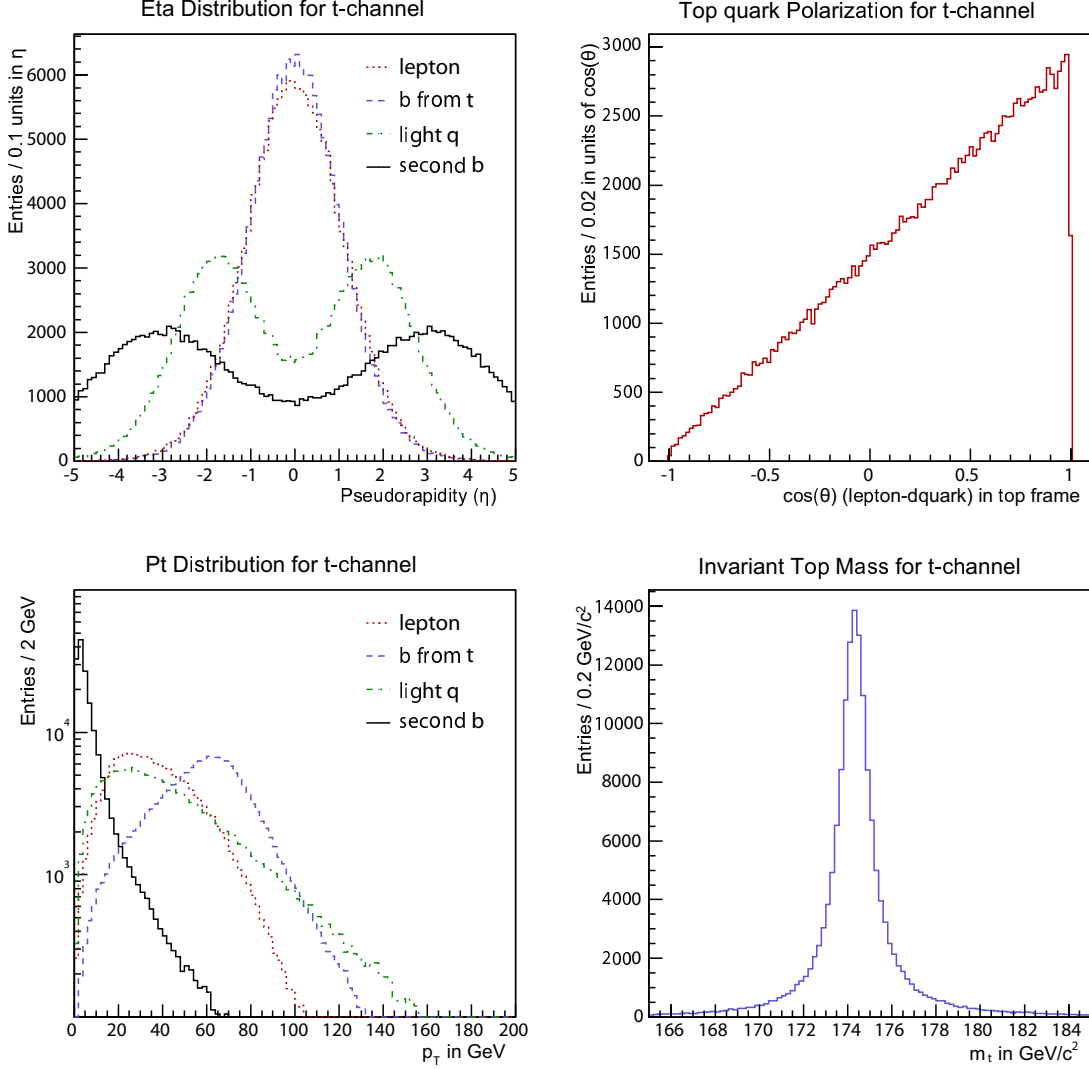 Eta Distribution for t-channel
Entries / 0.1 units in η
6000
5000
4000
3000
2000
1000
0
lepton
b from t
light q
second b
-5 -4 -3 -2 -1 0 1 2 3 4 5
Pseudorapidity (η)
Top quark Polarization for t-channel
Entries / 0.02 in units of cos(θ)
3000
2500
2000
1500
1000
500
0
-1 -0.5 0 0.5 1
cos(θ) (lepton-dquark) in top frame
Pt Distribution for t-channel
Entries / 2 GeV
10⁴
10³
lepton
b from t
light q
second b
0 20 40 60 80 100 120 140 160 180 200
p_T in GeV
Invariant Top Mass for t-channel
Entries / 0.2 GeV/c²
14000
12000
10000
8000
6000
4000
2000
0
166 168 170 172 174 176 178 180 182 184
m_t in GeV/c²